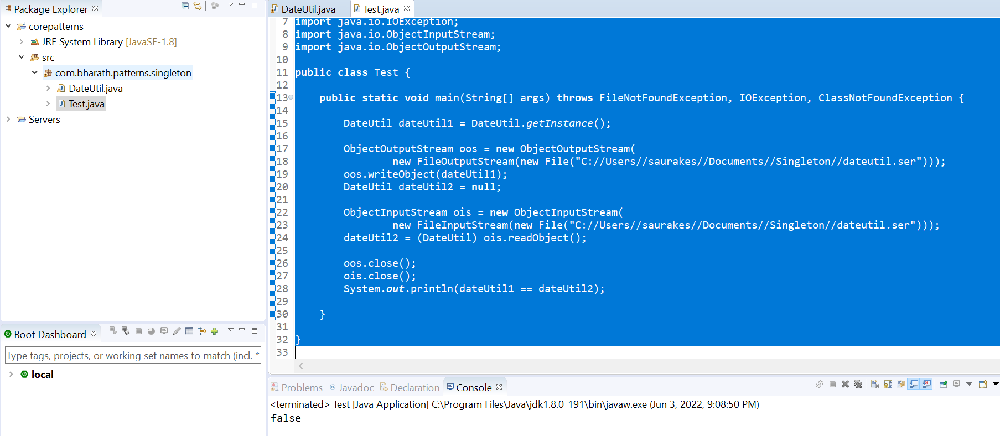 Package Explorer
corepatterns
JRE System Library [JavaSE-1.8]
src
com.bharath.patterns.singleton
DateUtil.java
Test.java
Servers
Boot Dashboard
Type tags, projects, or working set names to match (incl. *
local
DateUtil.java
Test.java
7 import java.io.IOException;
8 import java.io.ObjectInputStream;
9 import java.io.ObjectOutputStream;
10
11 public class Test {
12
13 public static void main(String[] args) throws FileNotFoundException, IOException, ClassNotFoundException {
14
15 DateUtil dateUtil1 = DateUtil.getInstance();
16
17 ObjectOutputStream oos = new ObjectOutputStream(
18 new FileOutputStream(new File("C://Users//saurakes//Documents//Singleton//dateutil.ser")));
19 oos.writeObject(dateUtil1);
20 DateUtil dateUtil2 = null;
21
22 ObjectInputStream ois = new ObjectInputStream(
23 new FileInputStream(new File("C://Users//saurakes//Documents//Singleton//dateutil.ser")));
24 dateUtil2 = (DateUtil) ois.readObject();
25
26 oos.close();
27 ois.close();
28 System.out.println(dateUtil1 == dateUtil2);
29
30 }
31
32 }
33
Problems @ Javadoc Declaration Console
<terminated> Test [Java Application] C:\Program Files\Java\jdk1.8.0_191\bin\javaw.exe (Jun 3, 2022, 9:08:50 PM)
false